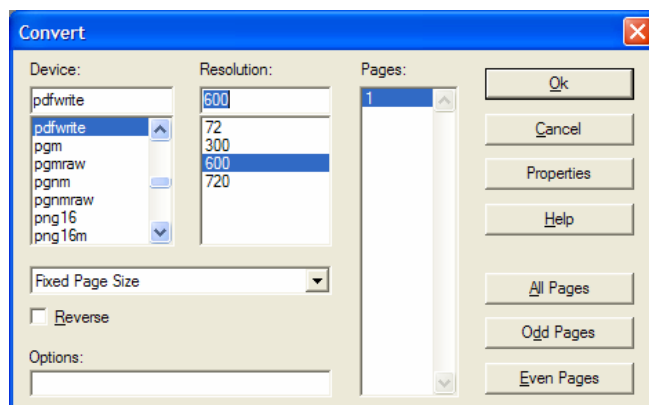 Convert
Device:
pdfwrite
pdfwrite
pgm
pgmraw
pgnm
pgnmraw
png16
png16m
Resolution:
600
72
300
600
720
Pages:
1
Ok
Cancel
Properties
Help
All Pages
Odd Pages
Even Pages
Fixed Page Size
Reverse
Options: